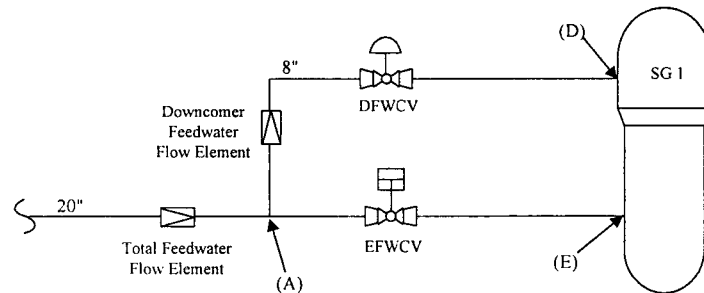 (D)
8"
SG 1
DFWCV
Downcomer
Feedwater
Flow Element
20"
EFWCV
Total Feedwater
Flow Element
(A)
(E)